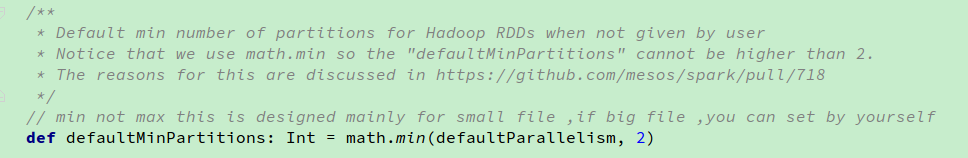 /**
* Default min number of partitions for Hadoop RDDs when not given by user
* Notice that we use math.min so the "defaultMinPartitions" cannot be higher than 2.
* The reasons for this are discussed in https://github.com/mesos/spark/pull/718
*/
// min not max this is designed mainly for small file ,if big file ,you can set by yourself
def defaultMinPartitions: Int = math.min(defaultParallelism, 2)